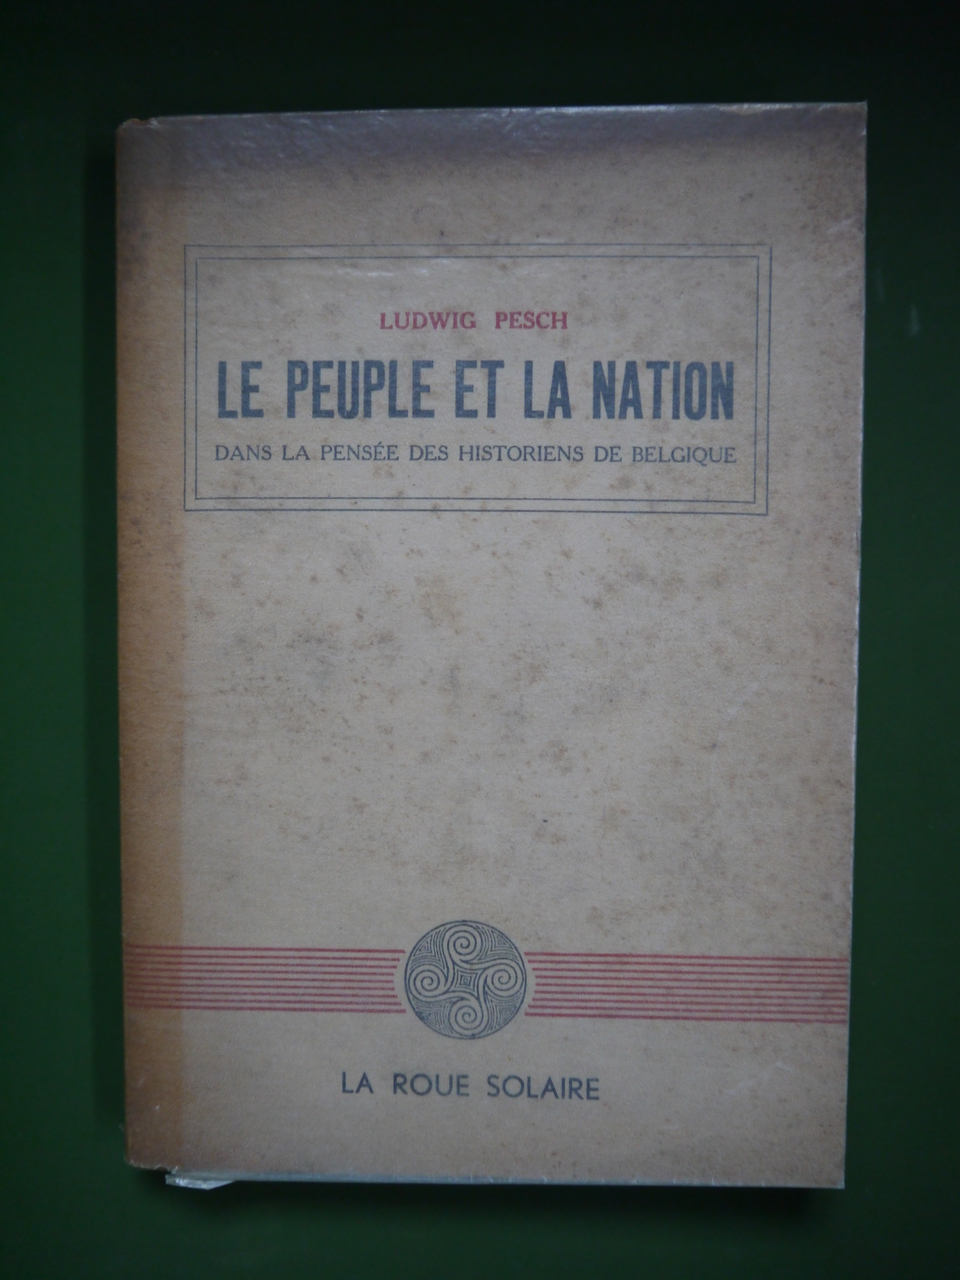 LUDWIG PESCH
LE PEUPLE ET LA NATION
DANS LA PENSÉE DES HISTORIENS DE BELGIQUE
LA ROUE SOLAIRE